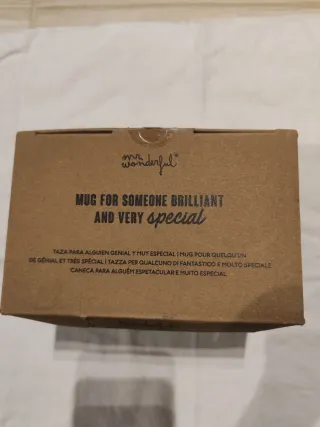 mr.
wonderful®
MUG FOR SOMEONE BRILLIANT
AND VERY special
TAZA PARA ALGUIEN GENIAL Y MUY ESPECIAL | MUG POUR QUELQU'UN
DE GÉNIAL ET TRÈS SPÉCIAL | TAZZA PER QUALCUNO DI FANTASTICO E MOLTO SPECIALE
CANECA PARA ALGUÉM ESPETACULAR E MUITO ESPECIAL